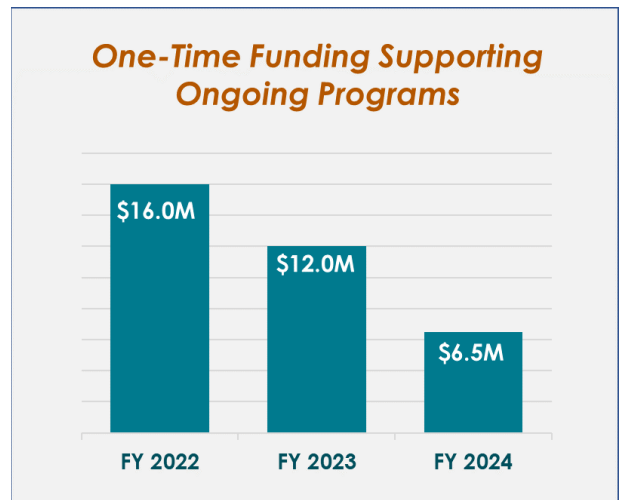 One-Time Funding Supporting
Ongoing Programs
$16.0M
$12.0M
$6.5M
FY 2022
FY 2023
FY 2024